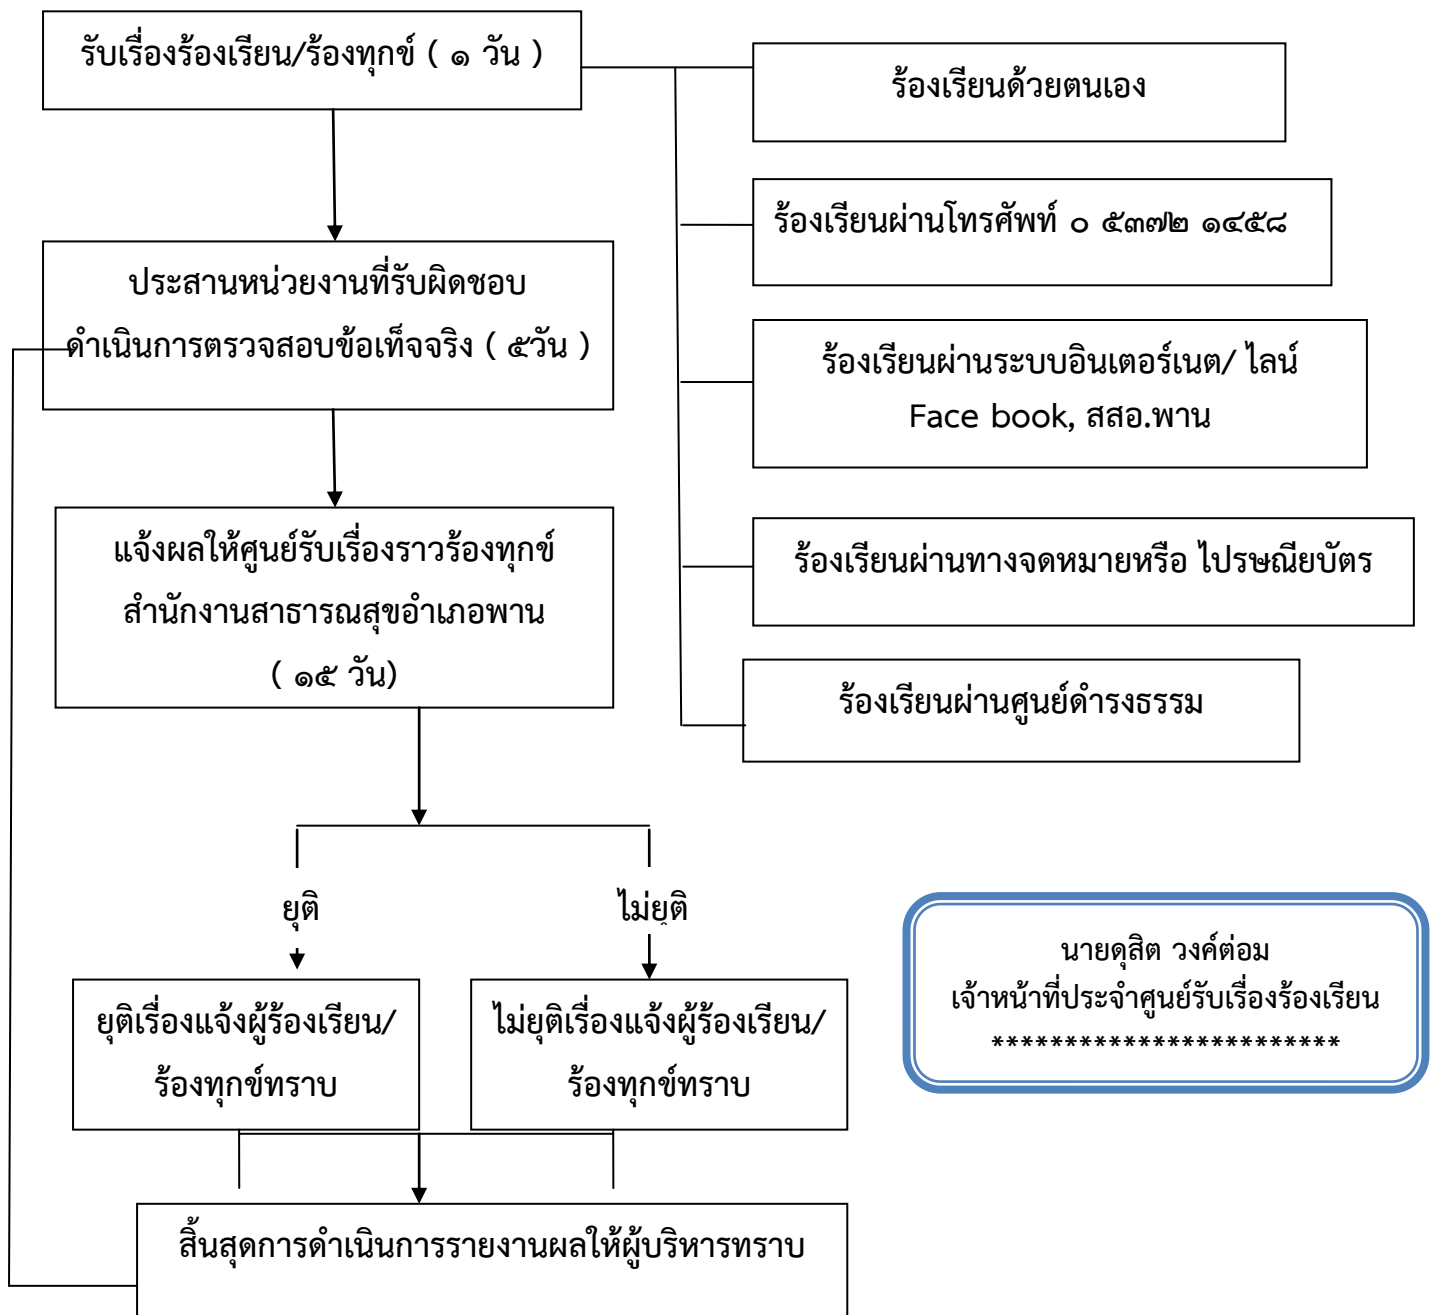 รับเรื่องร้องเรียน/ร้องทุกข์ ( ๑ วัน )
ร้องเรียนด้วยตนเอง
ร้องเรียนผ่านโทรศัพท์ ๐ ๕๓๗๒ ๑๔๕๘
ประสานหน่วยงานที่รับผิดชอบ
ดำเนินการตรวจสอบข้อเท็จจริง ( ๕วัน )
ร้องเรียนผ่านระบบอินเตอร์เนต/ ไลน์
Face book, สสอ.พาน
แจ้งผลให้ศูนย์รับเรื่องราวร้องทุกข์
สำนักงานสาธารณสุขอำเภอพาน
( ๑๕ วัน)
ร้องเรียนผ่านทางจดหมายหรือ ไปรษณียบัตร
ร้องเรียนผ่านศูนย์ดำรงธรรม
ยุติ
ไม่ยุติ
ยุติเรื่องแจ้งผู้ร้องเรียน/
ร้องทุกข์ทราบ
ไม่ยุติเรื่องแจ้งผู้ร้องเรียน/
ร้องทุกข์ทราบ
นายดุสิต วงค์ต่อม
เจ้าหน้าที่ประจำศูนย์รับเรื่องร้องเรียน
************************
สิ้นสุดการดำเนินการรายงานผลให้ผู้บริหารทราบ